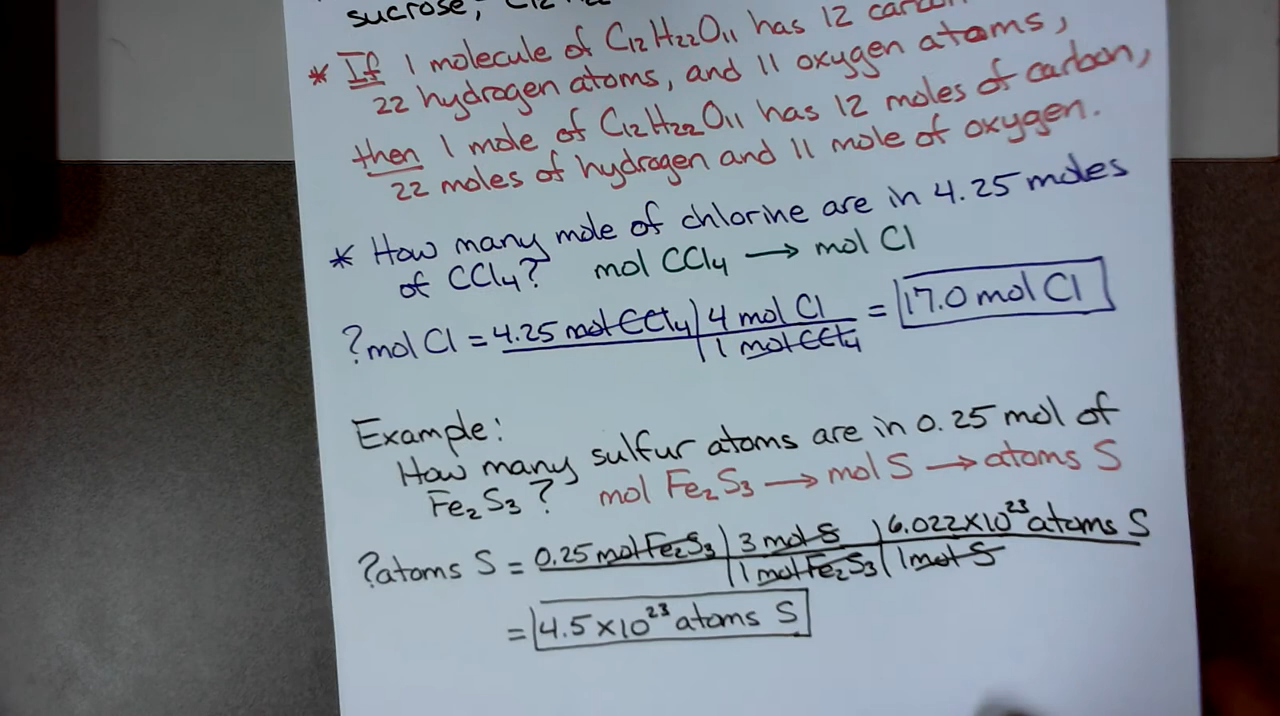 sucrose, C12
* If 1 molecule of C12H22O11 has 12
22 hydrogen atoms, and 11 oxygen atoms,
then 1 mole of C12H22O11 has 12 moles of carbon,
22 moles of hydrogen and 11 mole of oxygen.
* How many mole of chlorine are in 4.25 moles
of CCl4? mol CCl4 → mol Cl
?mol Cl = 4.25 mol CCl4 | 4 mol Cl = 17.0 mol Cl
| 1 mol CCl4
Example:
How many sulfur atoms are in 0.25 mol of
Fe2S3? mol Fe2S3 → mol S → atoms S
?atoms S = 0.25 mol Fe2S3 | 3 mol S | 6.022×10²³ atoms S
| 1 mol Fe2S3 | 1 mol S
= 4.5×10²³ atoms S